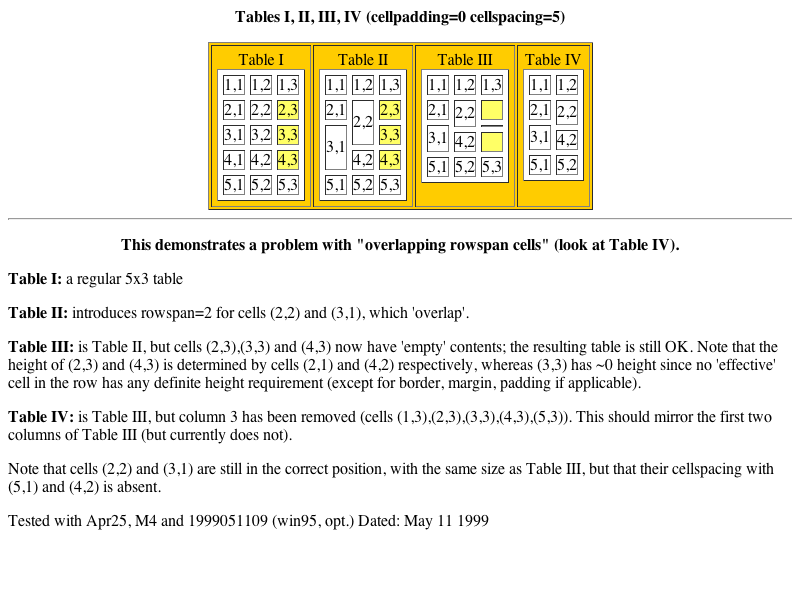 Tables I, II, III, IV (cellpadding=0 cellspacing=5)
Table I Table II Table III Table IV
1,1 1,2 1,3 1,1 1,2 1,3 1,1 1,2 1,3 1,1 1,2
2,1 2,2 2,3 2,1 2,2 2,3 2,1 2,2 2,1 2,2
3,1 3,2 3,3 3,1 3,3 3,1 3,1
4,1 4,2 4,3 4,2 4,3 4,2 4,2
5,1 5,2 5,3 5,1 5,2 5,3 5,1 5,2 5,3 5,1 5,2
This demonstrates a problem with "overlapping rowspan cells" (look at Table IV).
Table I: a regular 5x3 table
Table II: introduces rowspan=2 for cells (2,2) and (3,1), which 'overlap'.
Table III: is Table II, but cells (2,3),(3,3) and (4,3) now have 'empty' contents; the resulting table is still OK. Note that the
height of (2,3) and (4,3) is determined by cells (2,1) and (4,2) respectively, whereas (3,3) has ~0 height since no 'effective'
cell in the row has any definite height requirement (except for border, margin, padding if applicable).
Table IV: is Table III, but column 3 has been removed (cells (1,3),(2,3),(3,3),(4,3),(5,3)). This should mirror the first two
columns of Table III (but currently does not).
Note that cells (2,2) and (3,1) are still in the correct position, with the same size as Table III, but that their cellspacing with
(5,1) and (4,2) is absent.
Tested with Apr25, M4 and 1999051109 (win95, opt.) Dated: May 11 1999